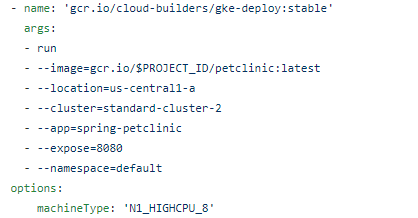 - name: 'gcr.io/cloud-builders/gke-deploy:stable'
  args:
  - run
  - --image=gcr.io/$PROJECT_ID/petclinic:latest
  - --location=us-central1-a
  - --cluster=standard-cluster-2
  - --app=spring-petclinic
  - --expose=8080
  - --namespace=default
options:
    machineType: 'N1_HIGHCPU_8'